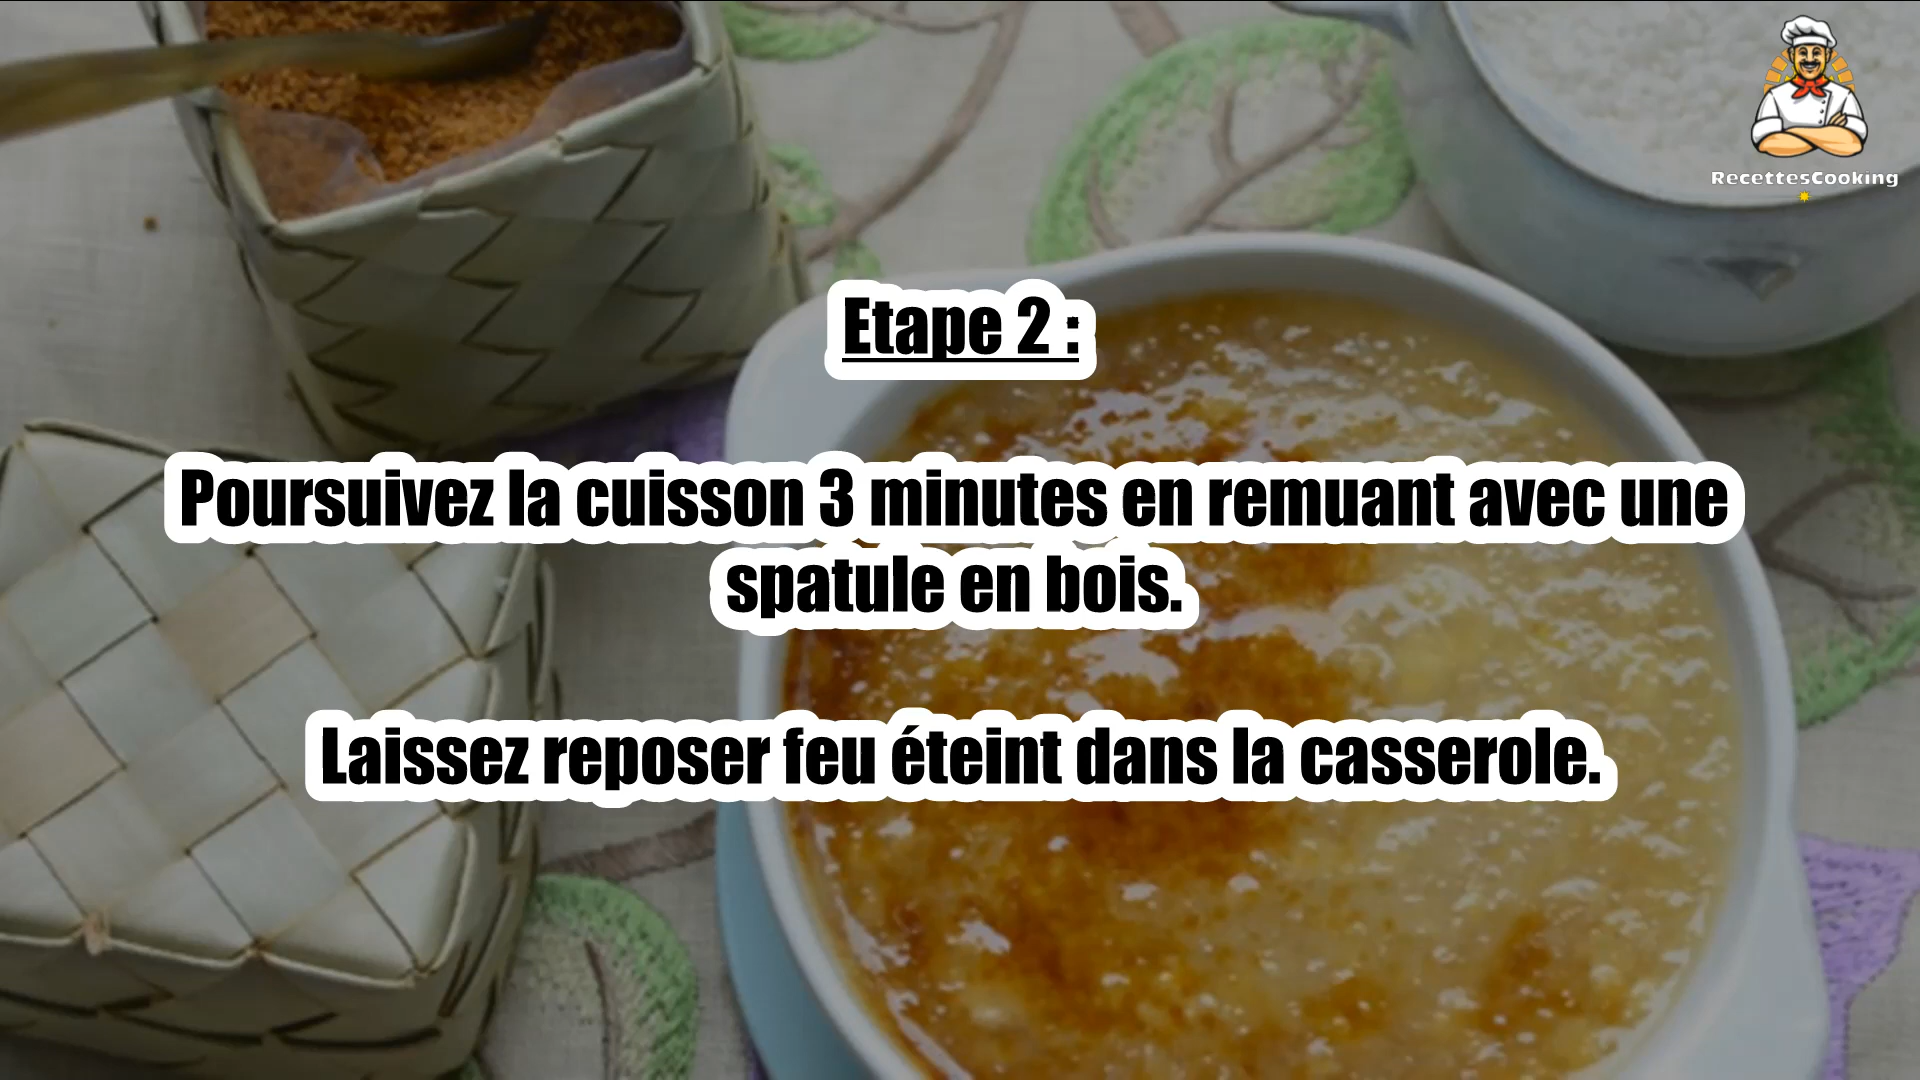 RecettesCooking
Etape 2 :
Poursuivez la cuisson 3 minutes en remuant avec une
spatule en bois.
Laissez reposer feu éteint dans la casserole.